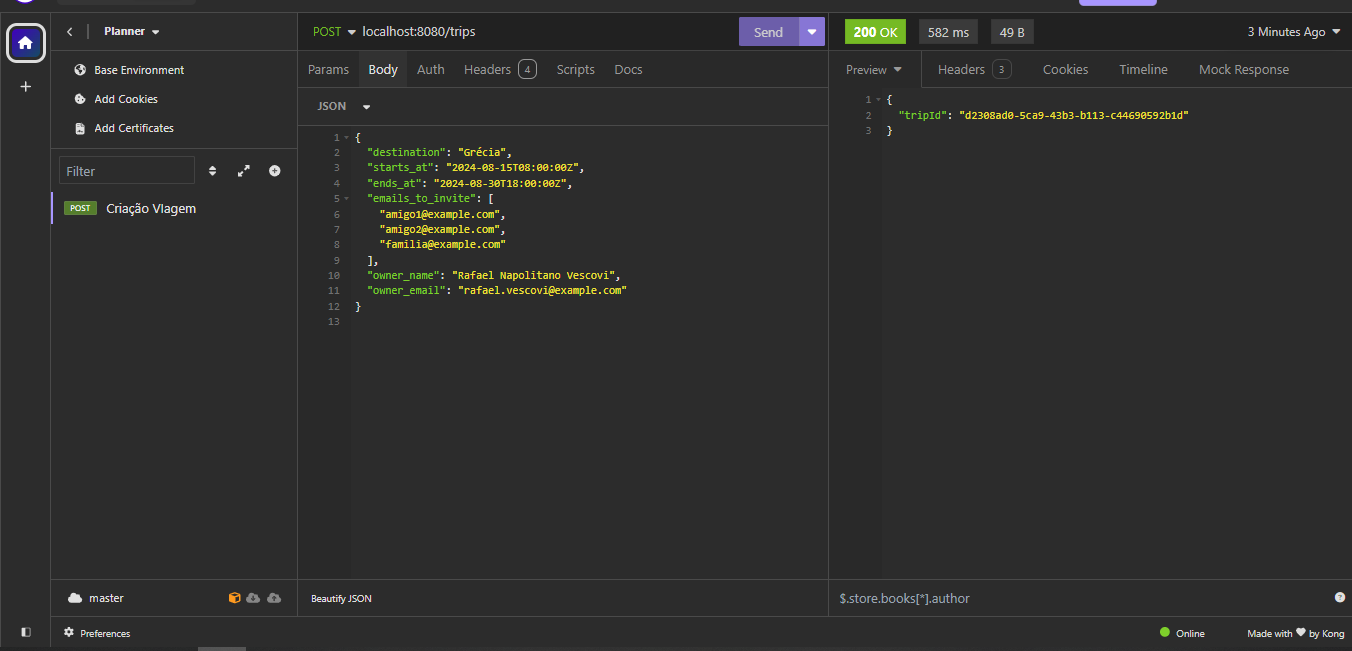 Planner
Base Environment
Add Cookies
Add Certificates
Filter
POST Criação VIagem
master
Preferences
POST localhost:8080/trips
Send
Params Body Auth Headers 4 Scripts Docs
JSON
1 {
2 "destination": "Grécia",
3 "starts_at": "2024-08-15T08:00:00Z",
4 "ends_at": "2024-08-30T18:00:00Z",
5 "emails_to_invite": [
6 "amigo1@example.com",
7 "amigo2@example.com",
8 "familia@example.com"
9 ],
10 "owner_name": "Rafael Napolitano Vescovi",
11 "owner_email": "rafael.vescovi@example.com"
12 }
13
Beautify JSON
200 OK 582 ms 49 B 3 Minutes Ago
Preview Headers 3 Cookies Timeline Mock Response
1 {
2 "tripId": "d2308ad0-5ca9-43b3-b113-c44690592b1d"
3 }
$.store.books[*].author
Online Made with ♥ by Kong